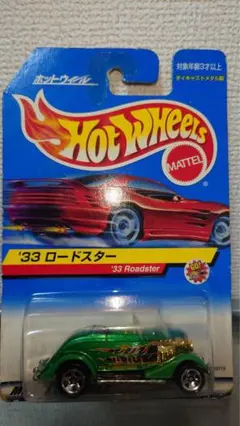 ホットウィール
対象年齢3才以上
ダイキャストメタル製
Hot Wheels
MATTEL
'33 ロードスター
'33 Roadster